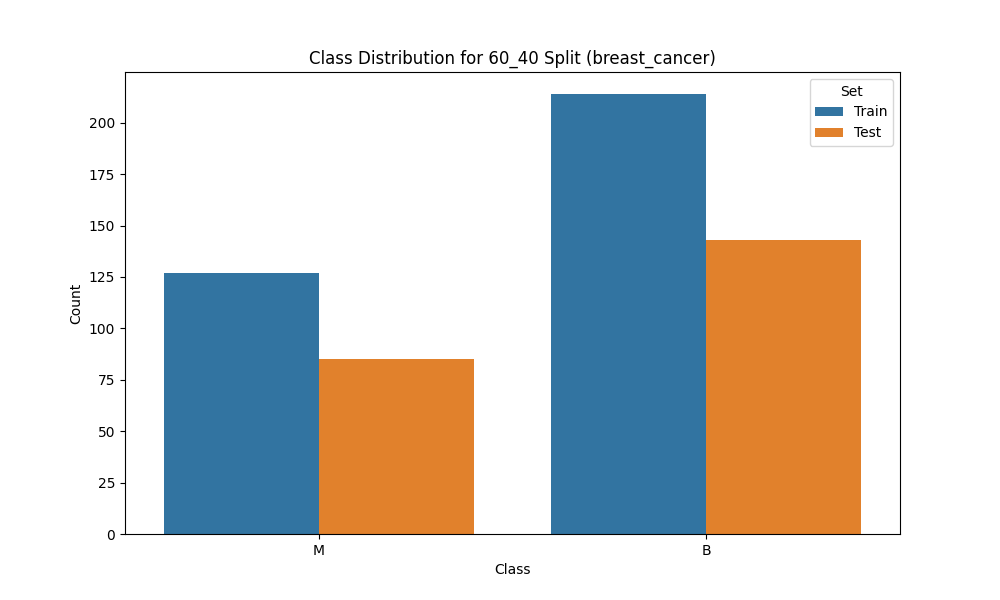 Class Distribution for 60_40 Split (breast_cancer)
Set
Train
Test
200
175
150
125
100
75
50
25
0
Count
M
B
Class